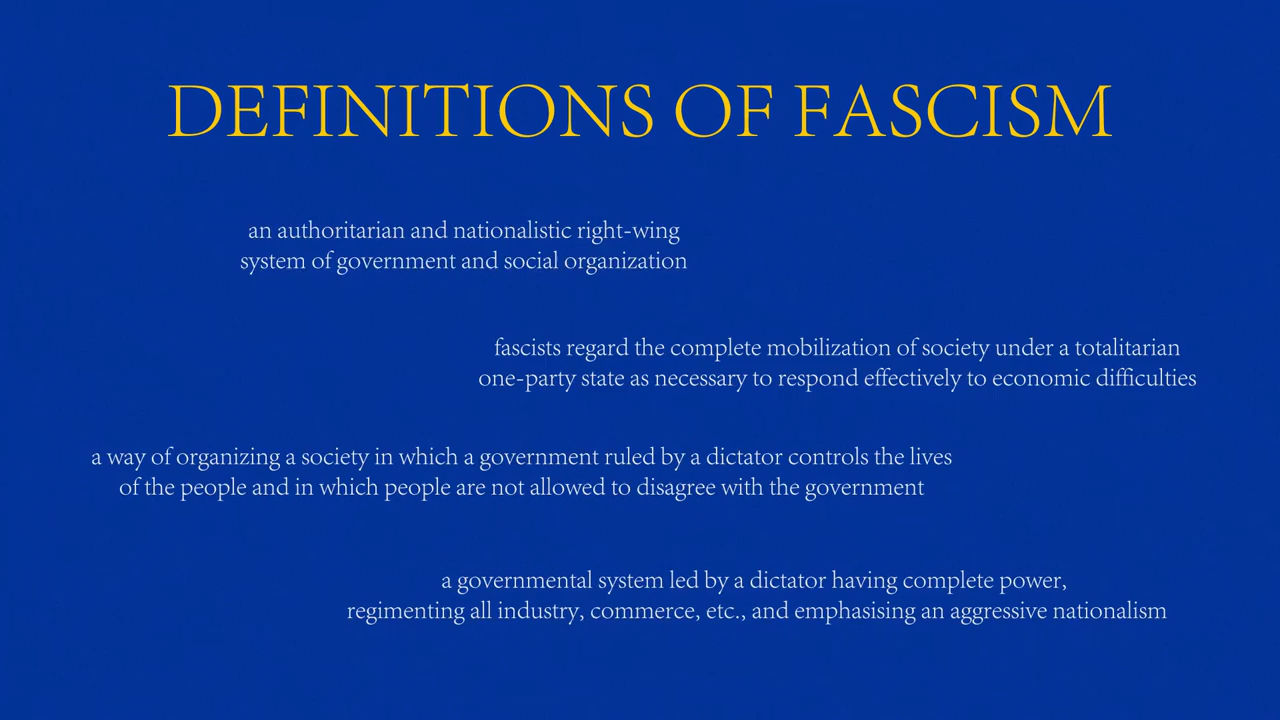 DEFINITIONS OF FASCISM
an authoritarian and nationalistic right-wing
system of government and social organization
fascists regard the complete mobilization of society under a totalitarian
one-party state as necessary to respond effectively to economic difficulties
a way of organizing a society in which a government ruled by a dictator controls the lives
of the people and in which people are not allowed to disagree with the government
a governmental system led by a dictator having complete power,
regimenting all industry, commerce, etc., and emphasising an aggressive nationalism